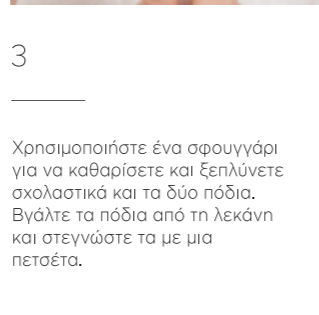 3
Χρησιμοποιήστε ένα σφουγγάρι
για να καθαρίσετε και ξεπλύνετε
σχολαστικά και τα δύο πόδια.
Βγάλτε τα πόδια από τη λεκάνη
και στεγνώστε τα με μια
πετσέτα.